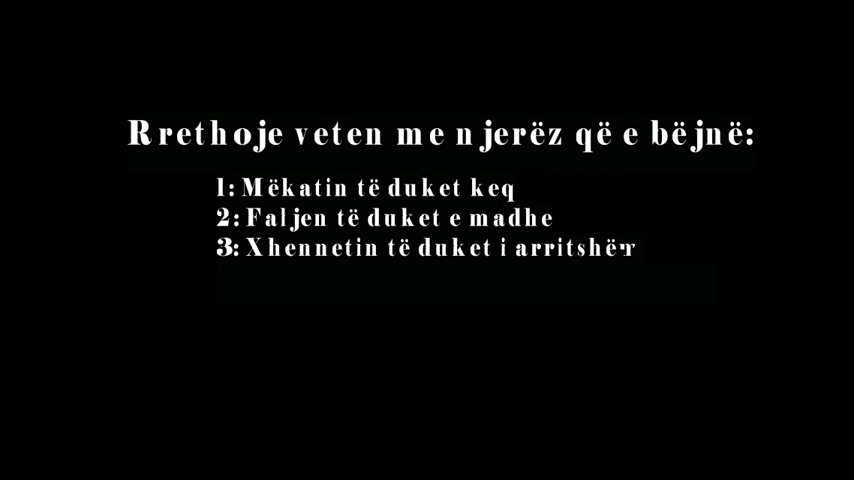 Rrethoje veten me njerëz që e bëjnë:
1: Mëkatin të duket keq
2: Faljen të duket e madhe
3: Xhennetin të duket i